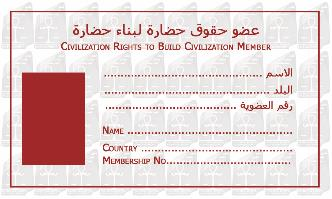 عضو حقوق حضارة لبناء حضارة
CIVILIZATION RIGHTS TO BUILD CIVILIZATION MEMBER
الاسم
البلد
رقم العضوية
NAME
COUNTRY
MEMBERSHIP NO.